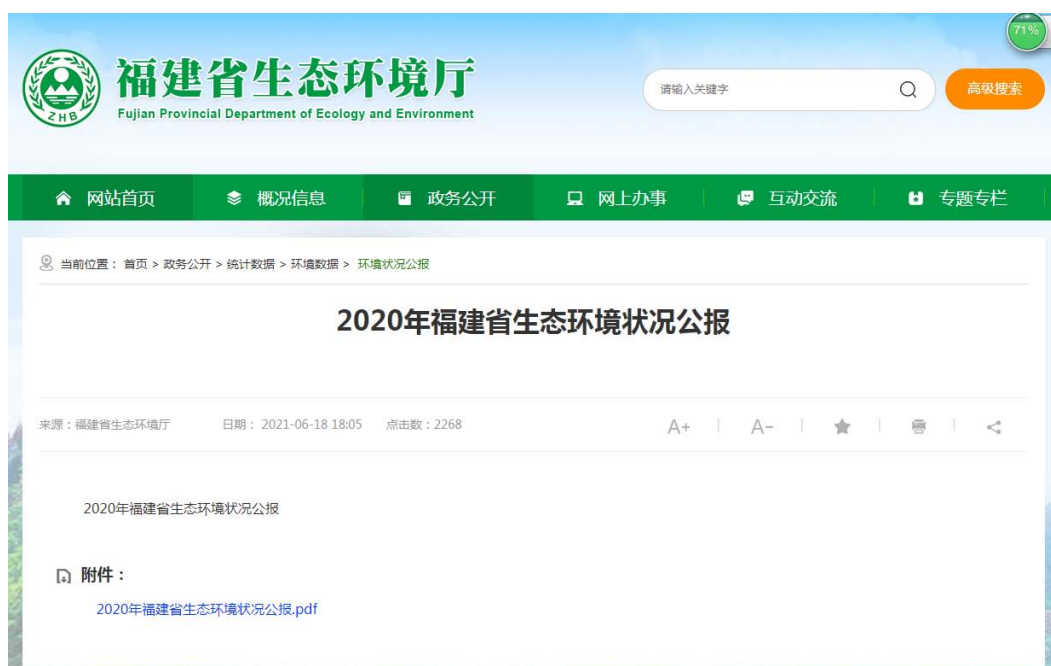 71%
福建省生态环境厅
Fujian Provincial Department of Ecology and Environment
ZHB
请输入关键字
高级搜索
网站首页 概况信息 政务公开 网上办事 互动交流 专题专栏
当前位置： 首页 > 政务公开 > 统计数据 > 环境数据 > 环境状况公报
2020年福建省生态环境状况公报
来源：福建省生态环境厅 日期： 2021-06-18 18:05 点击数：2268 A+ A-
2020年福建省生态环境状况公报
附件：
2020年福建省生态环境状况公报.pdf